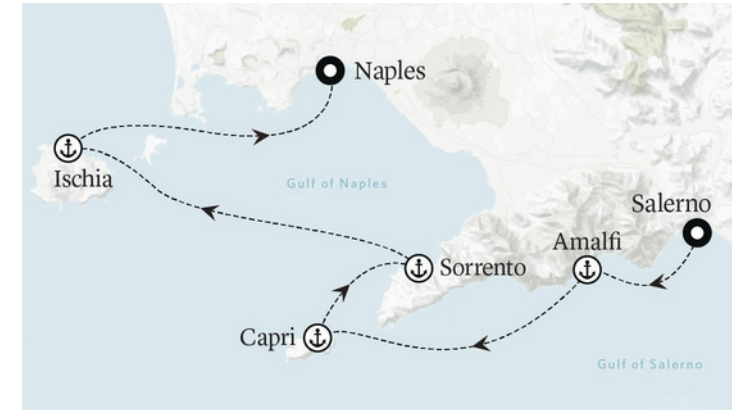 Naples
Ischia
Gulf of Naples
Salerno
Amalfi
Sorrento
Capri
Gulf of Salerno